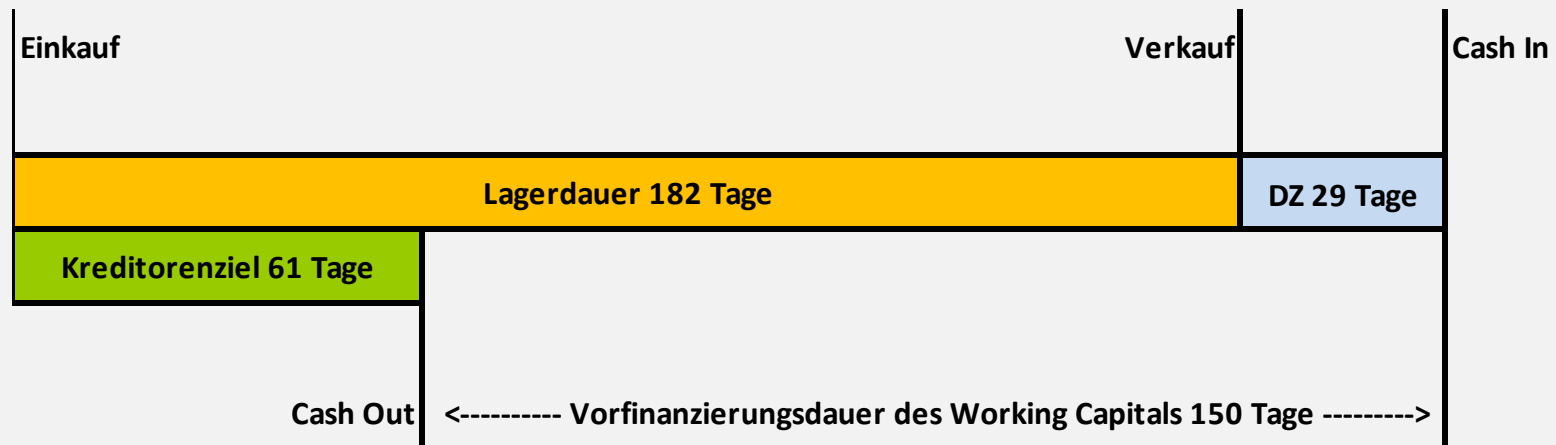 Einkauf Verkauf Cash In
Lagerdauer 182 Tage DZ 29 Tage
Kreditorenziel 61 Tage
Cash Out <---------- Vorfinanzierungsdauer des Working Capitals 150 Tage --------->